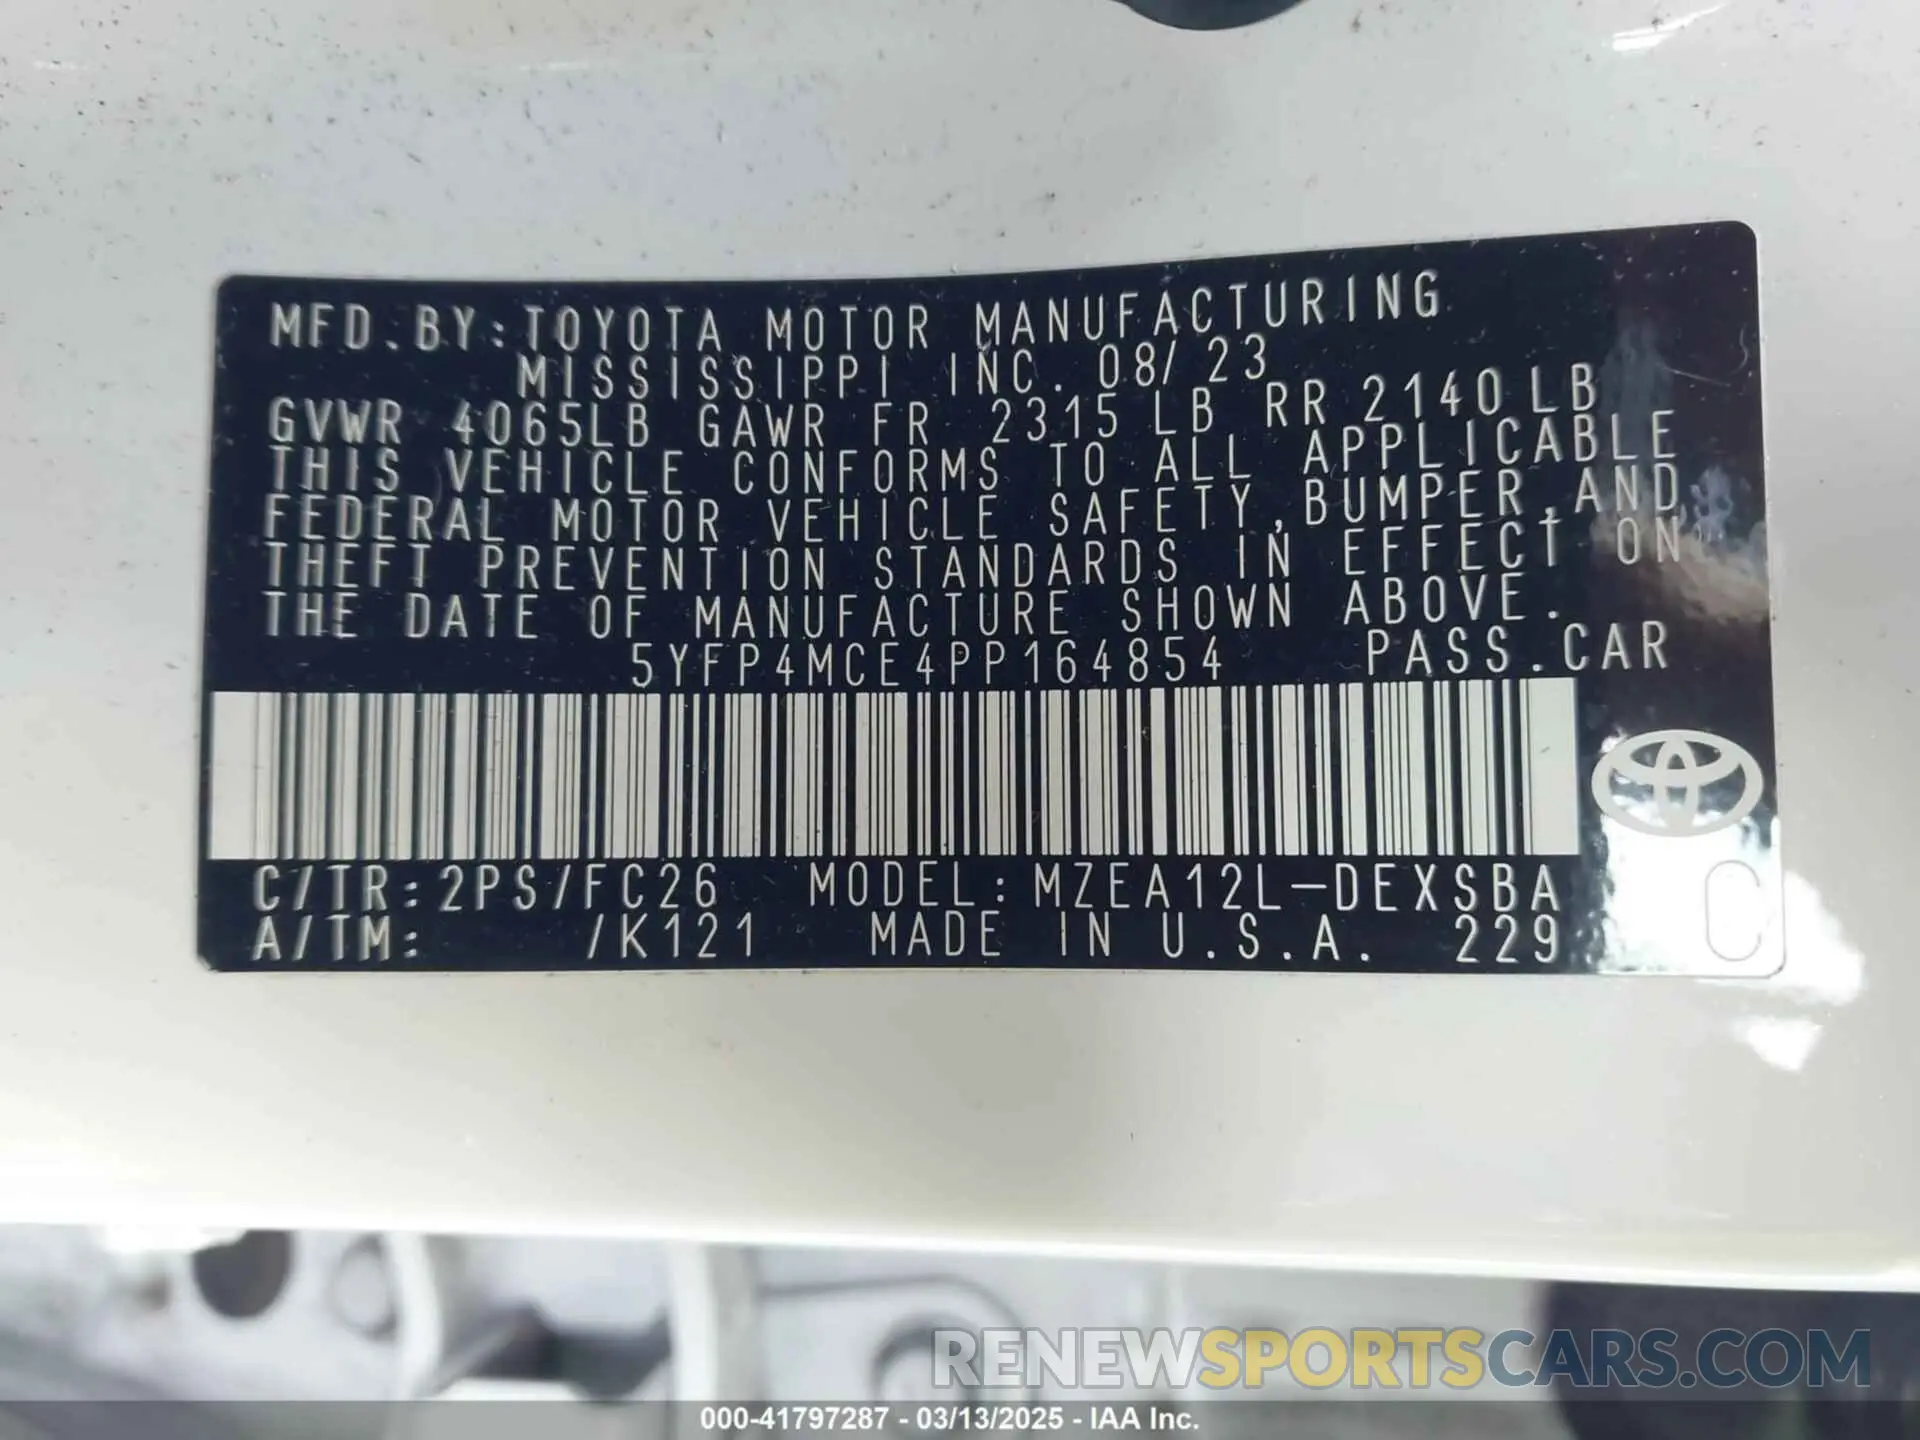 MFD.BY:TOYOTA MOTOR MANUFACTURING
MISSISSIPPI INC. 08/23
GVWR 4065LB GAWR FR 2315 LB RR 2140LB
THIS VEHICLE CONFORMS TO ALL APPLICABLE
FEDERAL MOTOR VEHICLE SAFETY,BUMPER,AND
THEFT PREVENTION STANDARDS IN EFFECT ON
THE DATE OF MANUFACTURE SHOWN ABOVE.
5YFP4MCE4PP164854 PASS.CAR
C/TR:2PS/FC26 MODEL:MZEA12L-DEXSBA
A/TM: /K121 MADE IN U.S.A. 229
C
RENEWSPORTSCARS.COM
000-41797287 - 03/13/2025 - IAA Inc.